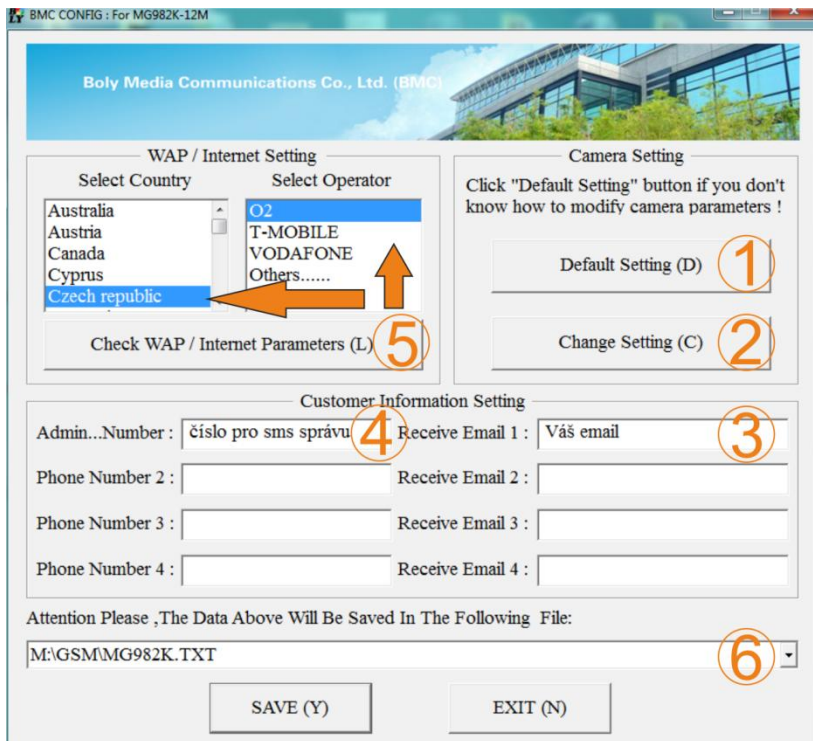 BMC CONFIG : For MG982K-12M
Boly Media Communications Co., Ltd. (BMC)
WAP / Internet Setting
Select Country
Select Operator
Australia
Austria
Canada
Cyprus
Czech republic
O2
T-MOBILE
VODAFONE
Others......
Check WAP / Internet Parameters (L)
5
Camera Setting
Click "Default Setting" button if you don't
know how to modify camera parameters !
Default Setting (D)
1
Change Setting (C)
2
Customer Information Setting
Admin...Number : číslo pro sms správu 4 Receive Email 1 : Váš email 3
Phone Number 2 : Receive Email 2 :
Phone Number 3 : Receive Email 3 :
Phone Number 4 : Receive Email 4 :
Attention Please ,The Data Above Will Be Saved In The Following File:
M:\GSM\MG982K.TXT 6
SAVE (Y) EXIT (N)